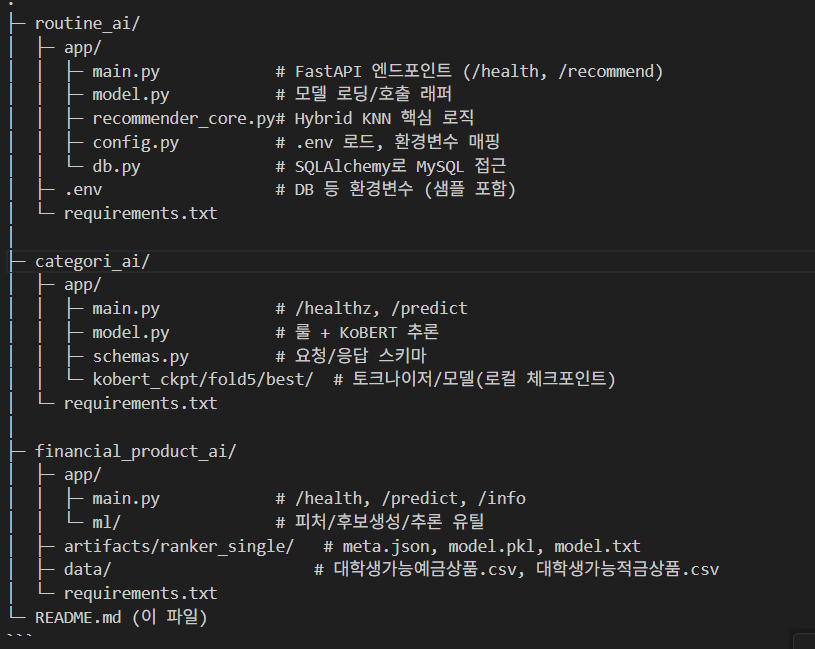 .
├─ routine_ai/
│  ├─ app/
│  │  ├─ main.py            # FastAPI 엔드포인트 (/health, /recommend)
│  │  ├─ model.py           # 모델 로딩/호출 래퍼
│  │  ├─ recommender_core.py# Hybrid KNN 핵심 로직
│  │  ├─ config.py          # .env 로드, 환경변수 매핑
│  │  └─ db.py              # SQLAlchemy로 MySQL 접근
│  ├─ .env                  # DB 등 환경변수 (샘플 포함)
│  └─ requirements.txt
│
├─ categori_ai/
│  ├─ app/
│  │  ├─ main.py            # /healthz, /predict
│  │  ├─ model.py           # 룰 + KoBERT 추론
│  │  ├─ schemas.py         # 요청/응답 스키마
│  │  └─ kobert_ckpt/fold5/best/  # 토크나이저/모델(로컬 체크포인트)
│  └─ requirements.txt
│
├─ financial_product_ai/
│  ├─ app/
│  │  ├─ main.py            # /health, /predict, /info
│  │  └─ ml/                # 피처/후보생성/추론 유틸
│  ├─ artifacts/ranker_single/   # meta.json, model.pkl, model.txt
│  ├─ data/                     # 대학생가능예금상품.csv, 대학생가능적금상품.csv
│  └─ requirements.txt
└─ README.md (이 파일)
```